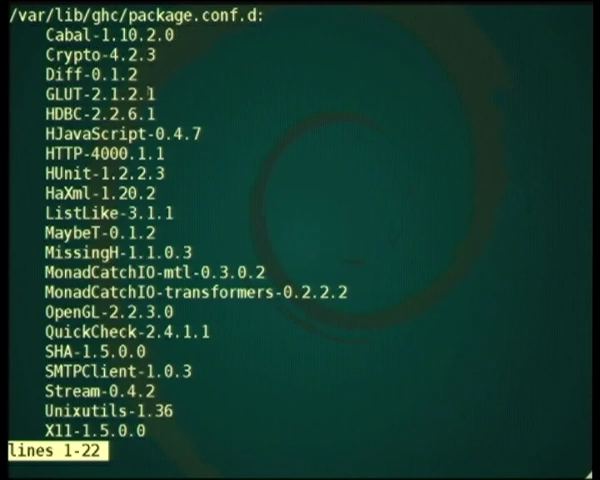 /var/lib/ghc/package.conf.d:
Cabal-1.10.2.0
Crypto-4.2.3
Diff-0.1.2
GLUT-2.1.2.1
HDBC-2.2.6.1
HJavaScript-0.4.7
HTTP-4000.1.1
HUnit-1.2.2.3
HaXml-1.20.2
ListLike-3.1.1
MaybeT-0.1.2
MissingH-1.1.0.3
MonadCatchIO-mtl-0.3.0.2
MonadCatchIO-transformers-0.2.2.2
OpenGL-2.2.3.0
QuickCheck-2.4.1.1
SHA-1.5.0.0
SMTPClient-1.0.3
Stream-0.4.2
Unixutils-1.36
X11-1.5.0.0
lines 1-22